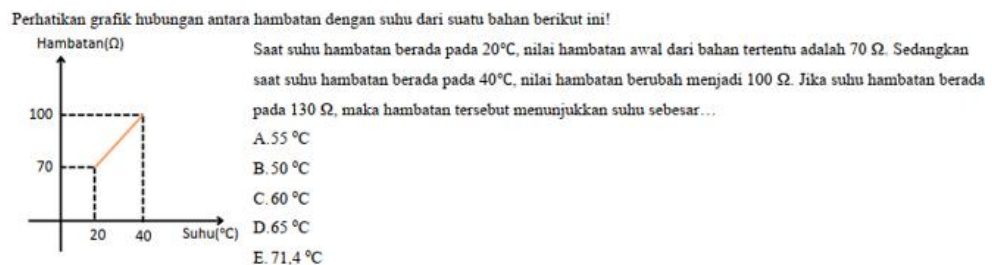 Perhatikan grafik hubungan antara hambatan dengan suhu dari suatu bahan berikut ini!
Hambatan(Ω)
100
70
20
40
Suhu(°C)
Saat suhu hambatan berada pada 20°C, nilai hambatan awal dari bahan tertentu adalah 70 Ω. Sedangkan
saat suhu hambatan berada pada 40°C, nilai hambatan berubah menjadi 100 Ω. Jika suhu hambatan berada
pada 130 Ω, maka hambatan tersebut menunjukkan suhu sebesar…
A.55 °C
B.50 °C
C.60 °C
D.65 °C
E.71,4 °C